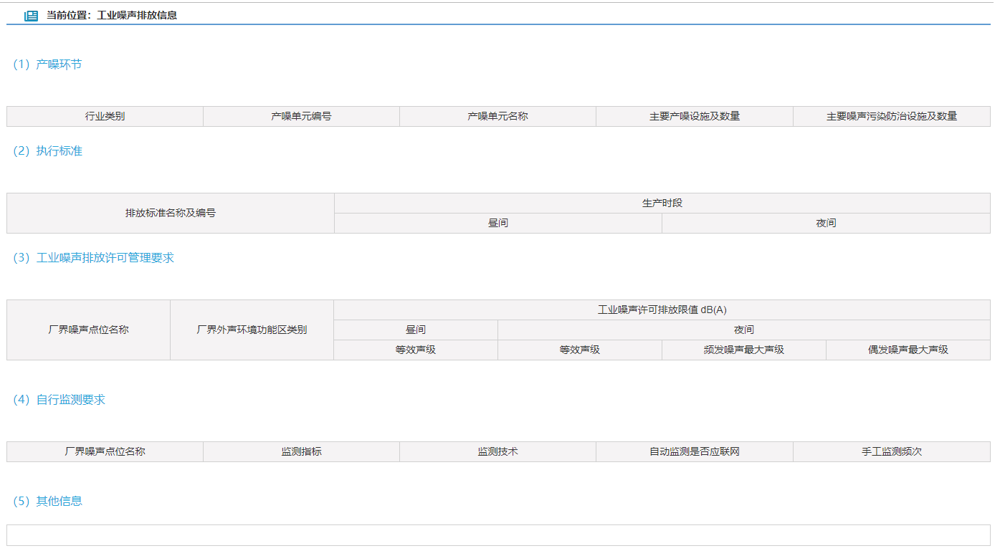 当前位置：工业噪声排放信息
（1）产噪环节
行业类别 产噪单元编号 产噪单元名称 主要产噪设施及数量 主要噪声污染防治设施及数量
（2）执行标准
排放标准名称及编号 生产时段
昼间 夜间
（3）工业噪声排放许可管理要求
厂界噪声点位名称 厂界外声环境功能区类别 工业噪声许可排放限值 dB(A)
昼间 夜间
等效声级 等效声级 频发噪声最大声级 偶发噪声最大声级
（4）自行监测要求
厂界噪声点位名称 监测指标 监测技术 自动监测是否应联网 手工监测频次
（5）其他信息